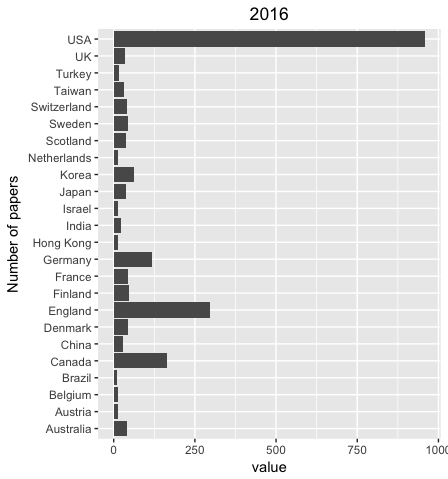 2016
Number of papers
USA
UK
Turkey
Taiwan
Switzerland
Sweden
Scotland
Netherlands
Korea
Japan
Israel
India
Hong Kong
Germany
France
Finland
England
Denmark
China
Canada
Brazil
Belgium
Austria
Australia
0 250 500 750 1000
value